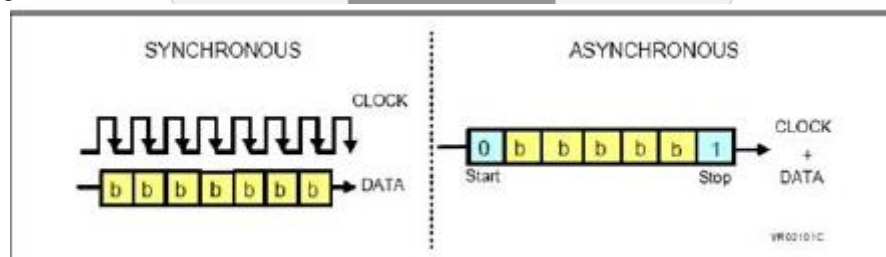 SYNCHRONOUS
CLOCK
b b b b b b b
DATA
ASYNCHRONOUS
0 b b b b b 1
Start
Stop
CLOCK
+
DATA
VR02101C